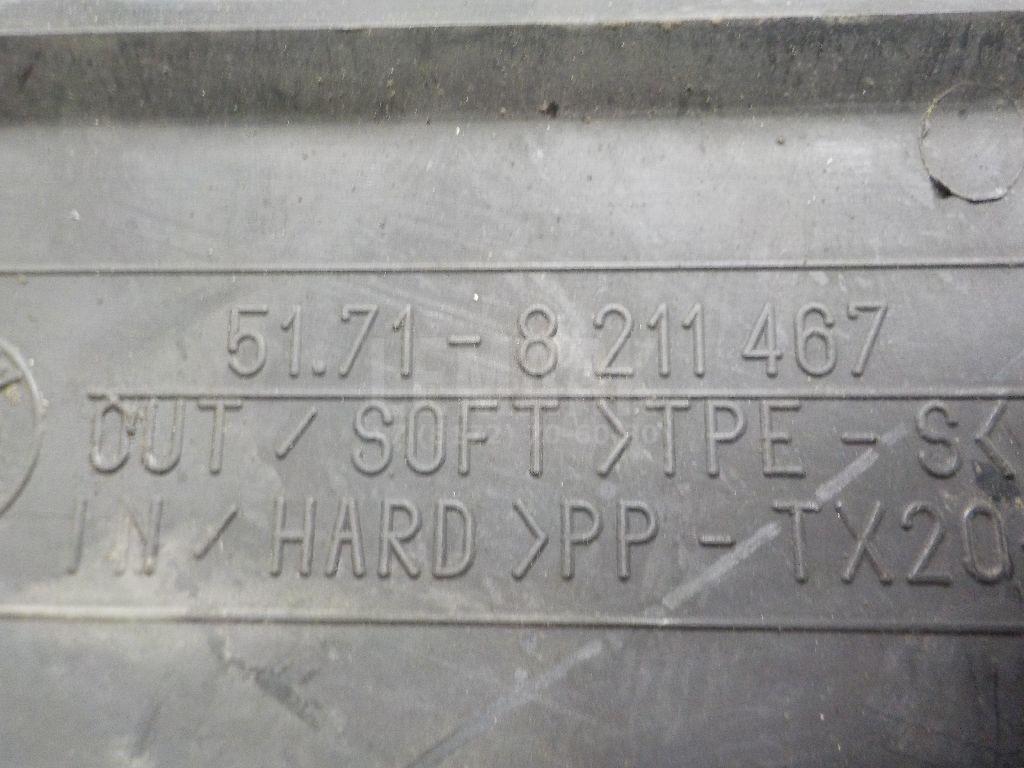 51.71-8 211 467
OUT / SOFT >TPE-S<
IN / HARD >PP-TX20